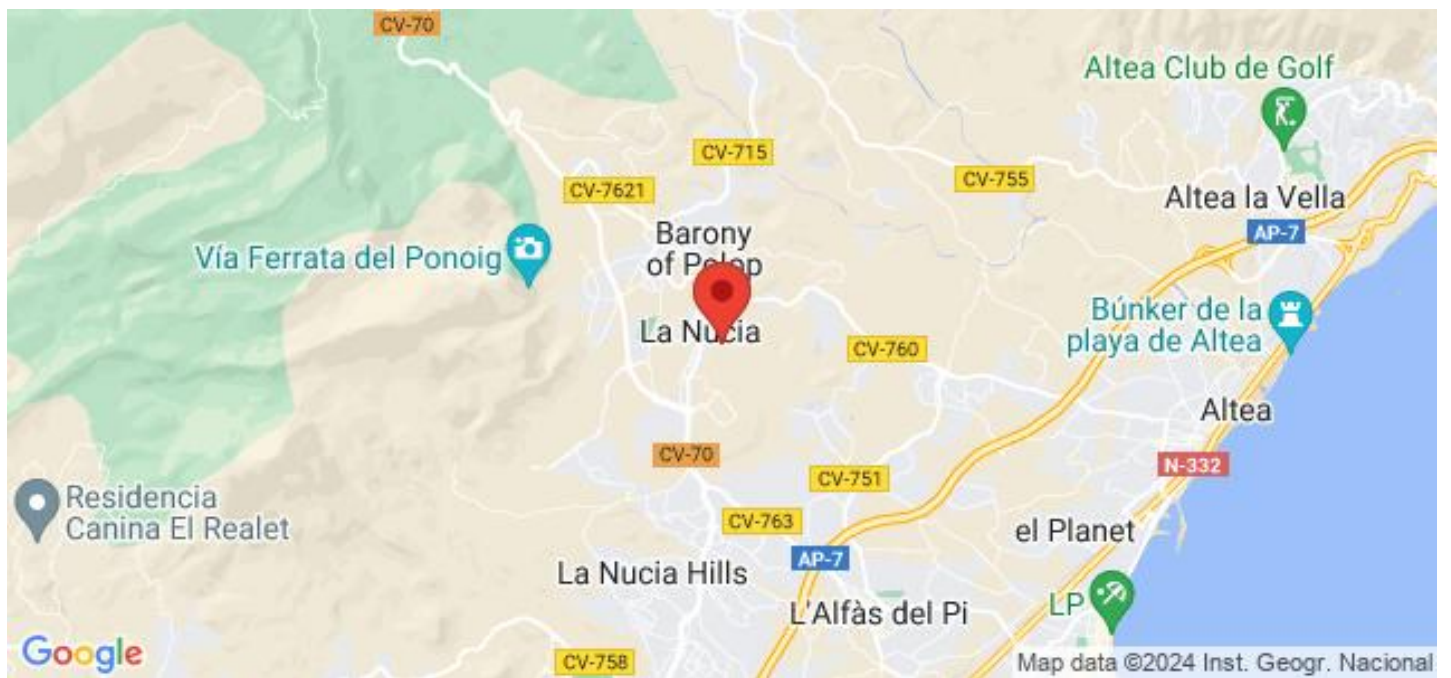 CV-70
Altea Club de Golf
CV-715
CV-755
CV-7621
Altea la Vella
AP-7
Barony
of Polop
Vía Ferrata del Ponoig
La Nucia
Búnker de la
playa de Altea
CV-760
Altea
CV-70
N-332
CV-751
Residencia
Canina El Realet
CV-763
el Planet
AP-7
La Nucia Hills
L'Alfàs del Pi
LP
Google
CV-758
Map data ©2024 Inst. Geogr. Nacional